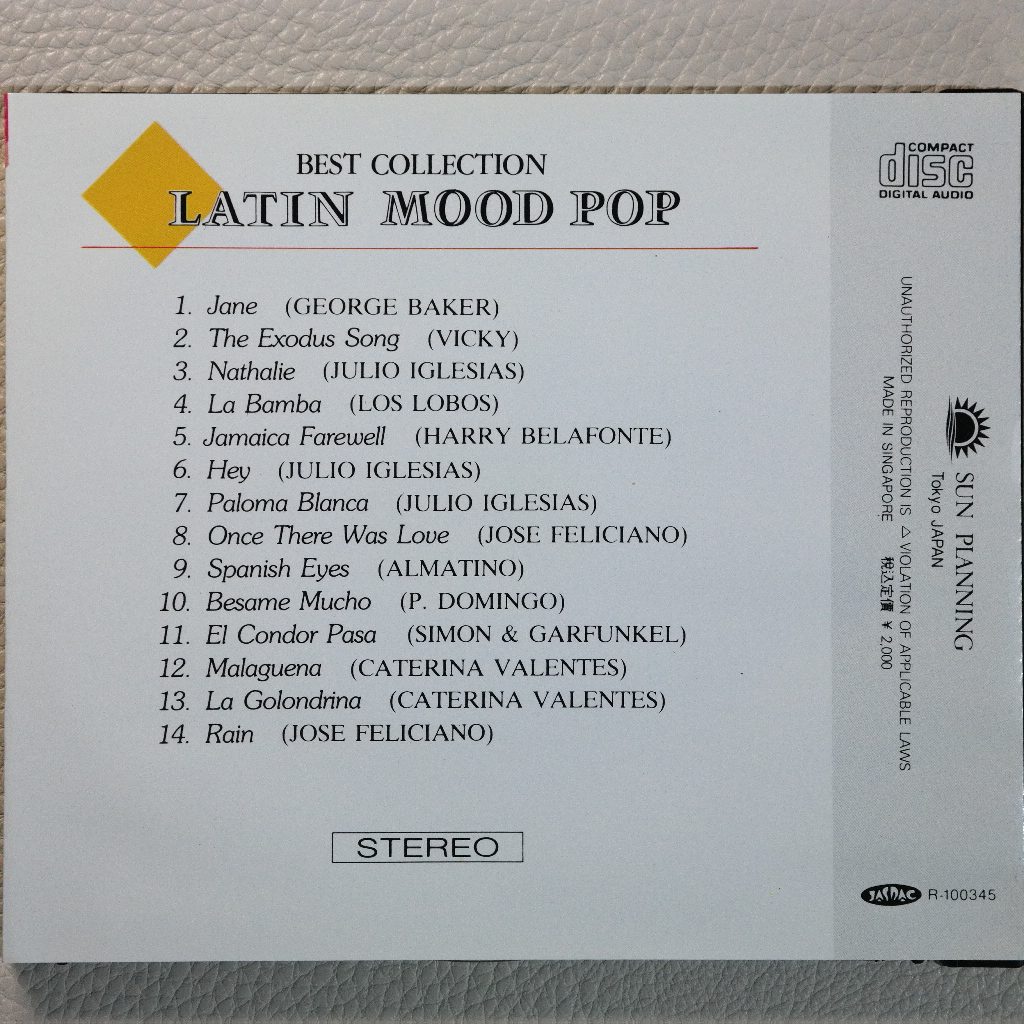 BEST COLLECTION
LATIN MOOD POP
1. Jane (GEORGE BAKER)
2. The Exodus Song (VICKY)
3. Nathalie (JULIO IGLESIAS)
4. La Bamba (LOS LOBOS)
5. Jamaica Farewell (HARRY BELAFONTE)
6. Hey (JULIO IGLESIAS)
7. Paloma Blanca (JULIO IGLESIAS)
8. Once There Was Love (JOSE FELICIANO)
9. Spanish Eyes (ALMATINO)
10. Besame Mucho (P. DOMINGO)
11. El Condor Pasa (SIMON & GARFUNKEL)
12. Malaguena (CATERINA VALENTES)
13. La Golondrina (CATERINA VALENTES)
14. Rain (JOSE FELICIANO)
STEREO
COMPACT
disc
DIGITAL AUDIO
SUN PLANNING
Tokyo JAPAN
UNAUTHORIZED REPRODUCTION IS △ VIOLATION OF APPLICABLE LAWS
MADE IN SINGAPORE 税込定價 ¥ 2,000
JASRAC R-100345